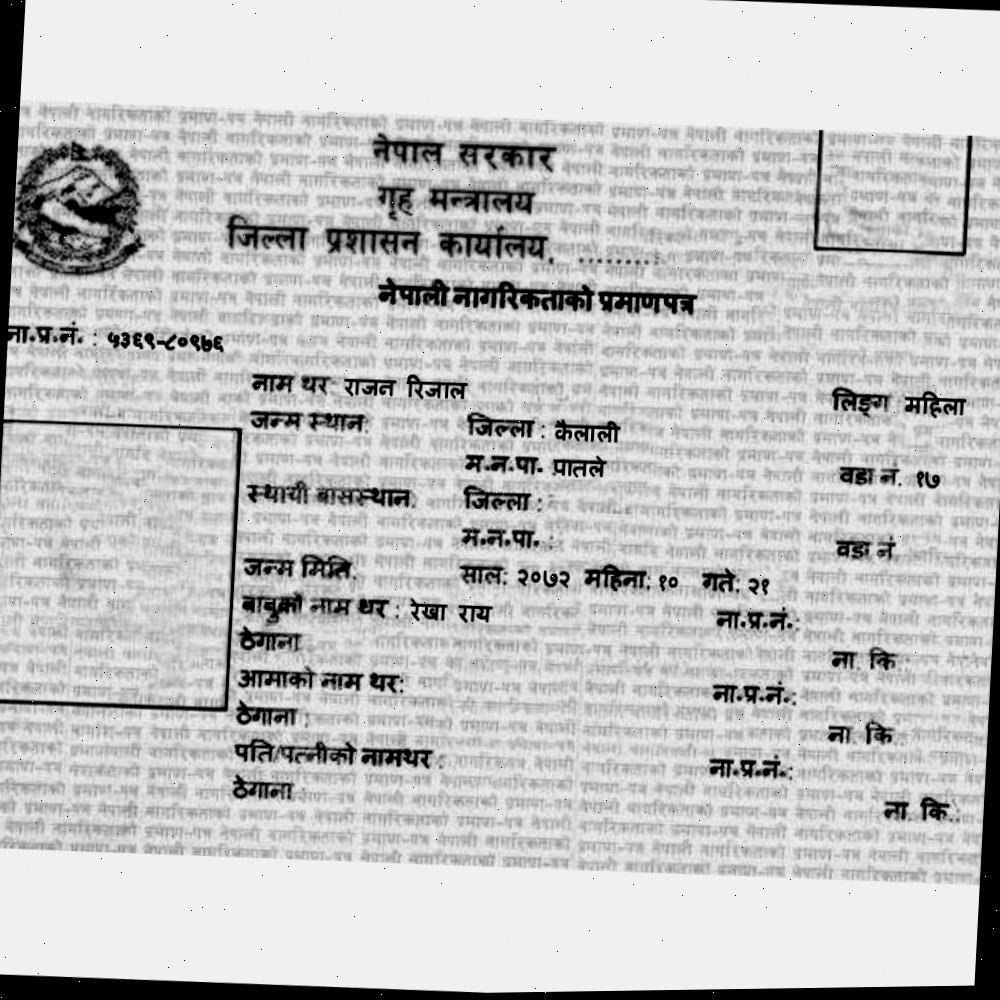 नेपाल सरकार
गृह मन्त्रालय
जिल्ला प्रशासन कार्यालय, .........
नेपाली नागरिकताको प्रमाणपत्र
ना.प्र.नं. : ५३६९-८०९७६
नाम थर: राजन रिजाल लिङ्ग महिला
जन्म स्थान: जिल्ला : कैलाली
म.न.पा. प्रातले वडा नं. १७
स्थायी बासस्थान: जिल्ला :
म.न.पा. : वडा नं.
जन्म मिति: साल: २०७२ महिना: १० गते: २१
बाबुको नाम थर : रेखा राय ना.प्र.नं.:
ठेगाना ना. कि.:
आमाको नाम थर: ना.प्र.नं.:
ठेगाना : ना. कि.
पति/पत्नीको नामथर : ना.प्र.नं.:
ठेगाना : ना. कि.: